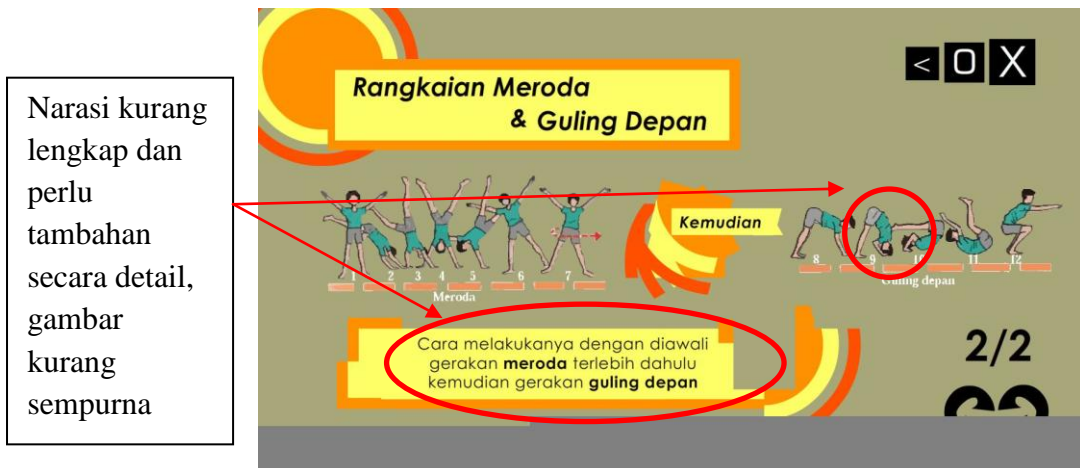 Narasi kurang
lengkap dan
perlu
tambahan
secara detail,
gambar
kurang
sempurna
Rangkaian Meroda
& Guling Depan
< O X
Kemudian
2 3 4 5 6 7
Meroda
8 9 10 11 12
Guling depan
Cara melakukanya dengan diawali
gerakan meroda terlebih dahulu
kemudian gerakan guling depan
2/2